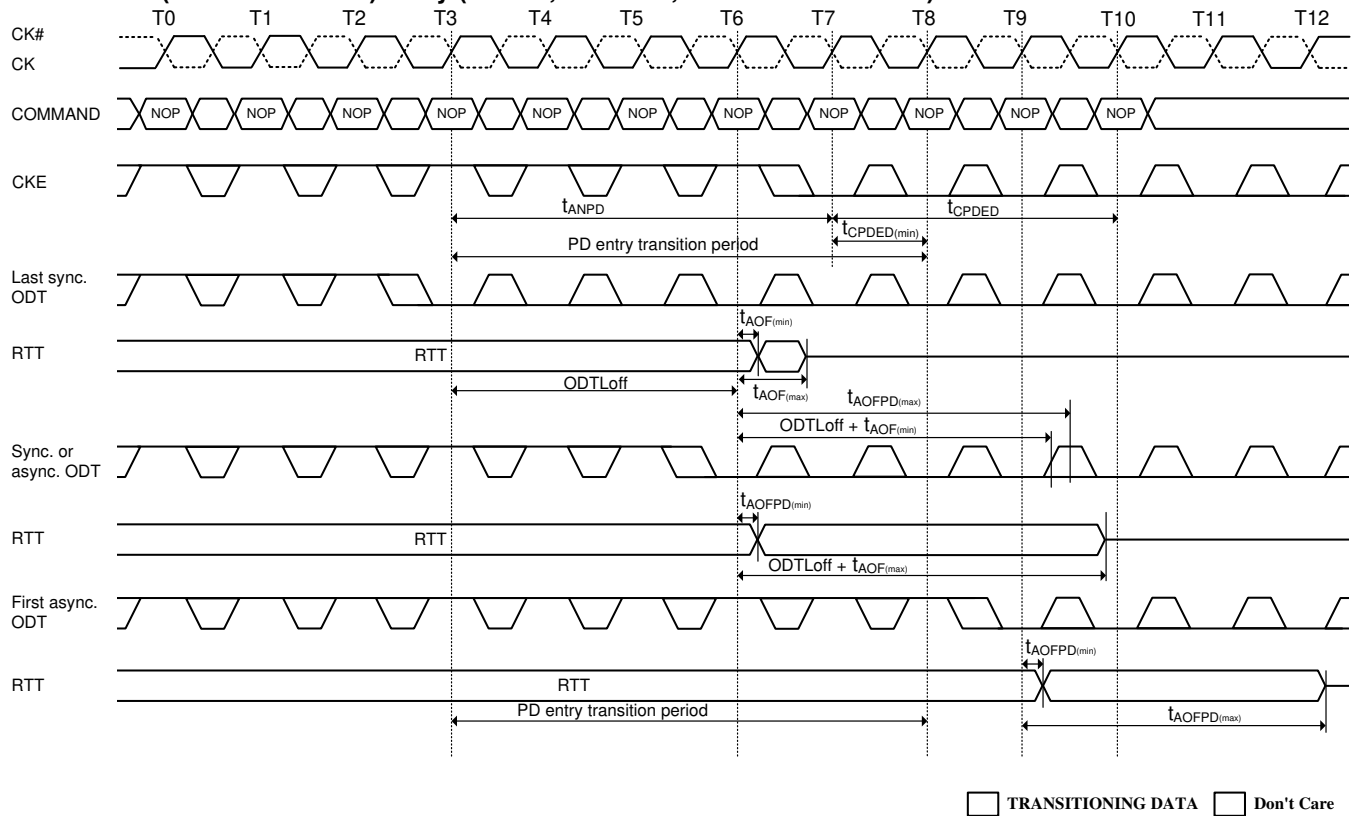 T0 T1 T2 T3 T4 T5 T6 T7 T8 T9 T10 T11 T12
CK#
CK
COMMAND NOP NOP NOP NOP NOP NOP NOP NOP NOP NOP NOP
CKE
tANPD tCPDED
tCPDED(min)
PD entry transition period
Last sync.
ODT
tAOF(min)
RTT RTT
ODTLoff tAOF(max)
tAOFPD(max)
ODTLoff + tAOF(min)
Sync. or
async. ODT
tAOFPD(min)
RTT RTT
ODTLoff + tAOF(max)
First async.
ODT
tAOFPD(min)
RTT RTT
PD entry transition period tAOFPD(max)
TRANSITIONING DATA Don't Care